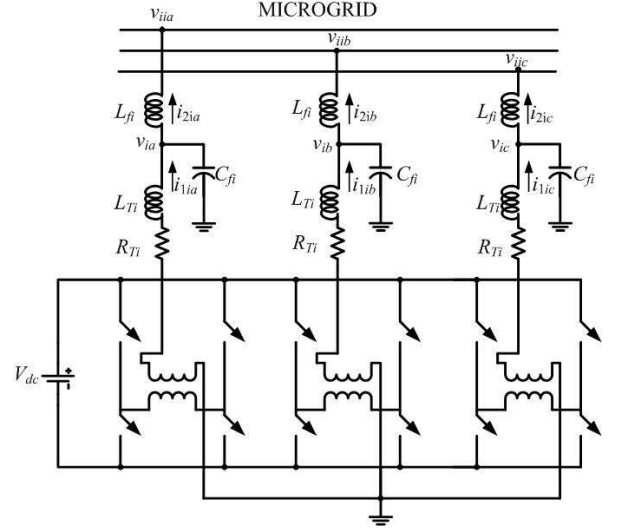 MICROGRID
v_iia
v_iib
v_iic
L_fi i_2ia L_fi i_2ib L_fi i_2ic
v_ia v_ib v_ic
C_fi C_fi C_fi
i_1ia i_1ib i_1ic
L_Ti L_Ti L_Ti
R_Ti R_Ti R_Ti
V_dc + -